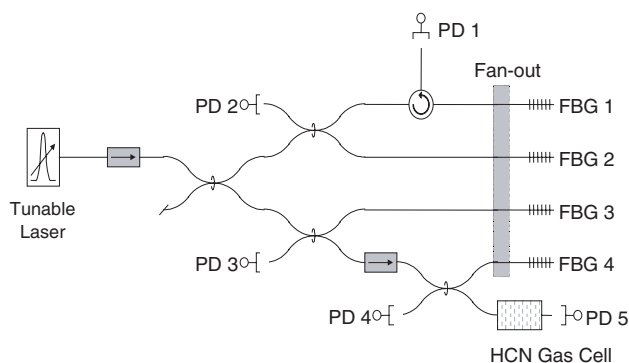 PD 1
Fan-out
PD 2
FBG 1
FBG 2
Tunable
Laser
FBG 3
PD 3
FBG 4
PD 4
PD 5
HCN Gas Cell